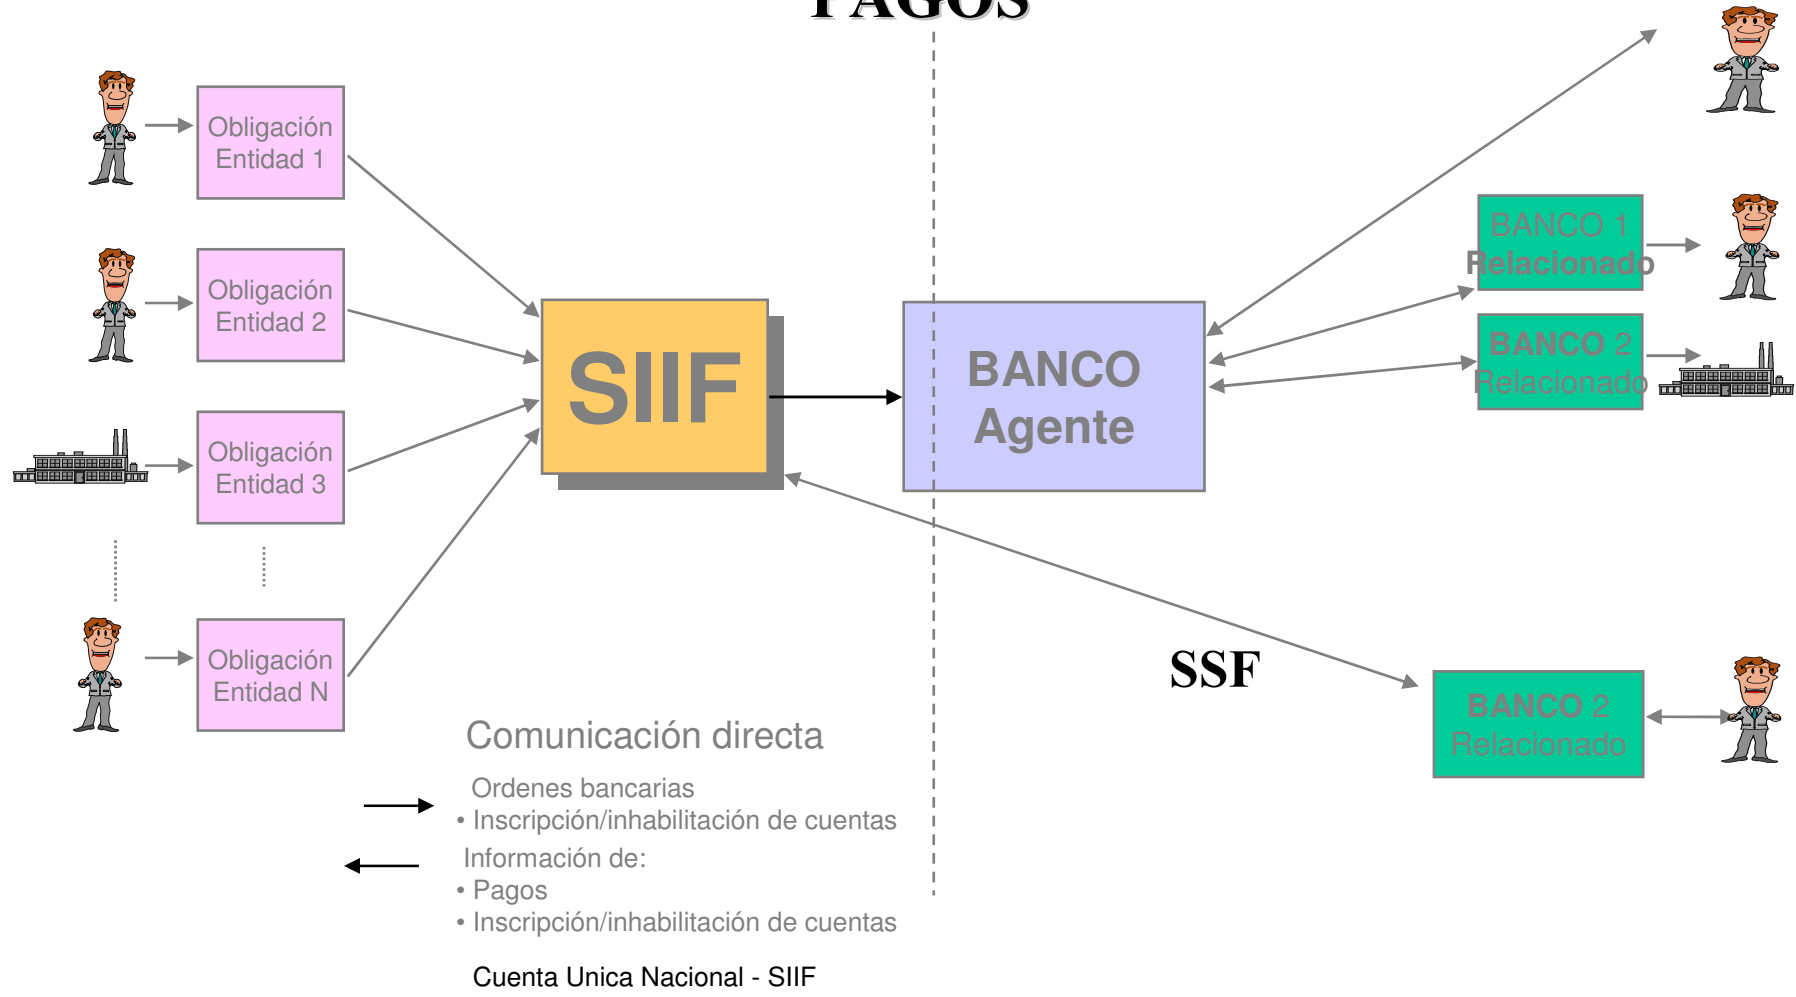 PAGOS
Obligación
Entidad 1
Obligación
Entidad 2
Obligación
Entidad 3
Obligación
Entidad N
SIIF
BANCO
Agente
BANCO 1
Relacionado
BANCO 2
Relacionado
SSF
BANCO 2
Relacionado
Comunicación directa
Ordenes bancarias
• Inscripción/inhabilitación de cuentas
Información de:
• Pagos
• Inscripción/inhabilitación de cuentas
Cuenta Unica Nacional - SIIF